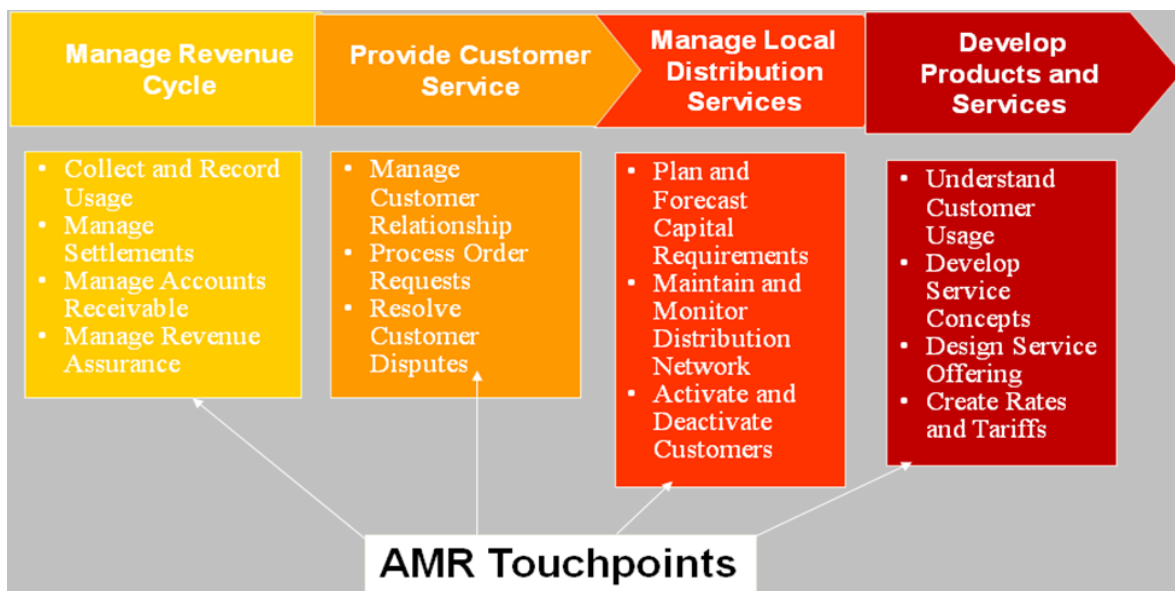 Manage Revenue
Cycle
Provide Customer
Service
Manage Local
Distribution
Services
Develop
Products and
Services
• Collect and Record
Usage
• Manage
Settlements
• Manage Accounts
Receivable
• Manage Revenue
Assurance
• Manage
Customer
Relationship
• Process Order
Requests
• Resolve
Customer
Disputes
• Plan and
Forecast
Capital
Requirements
• Maintain and
Monitor
Distribution
Network
• Activate and
Deactivate
Customers
• Understand
Customer
Usage
• Develop
Service
Concepts
• Design Service
Offering
• Create Rates
and Tariffs
AMR Touchpoints